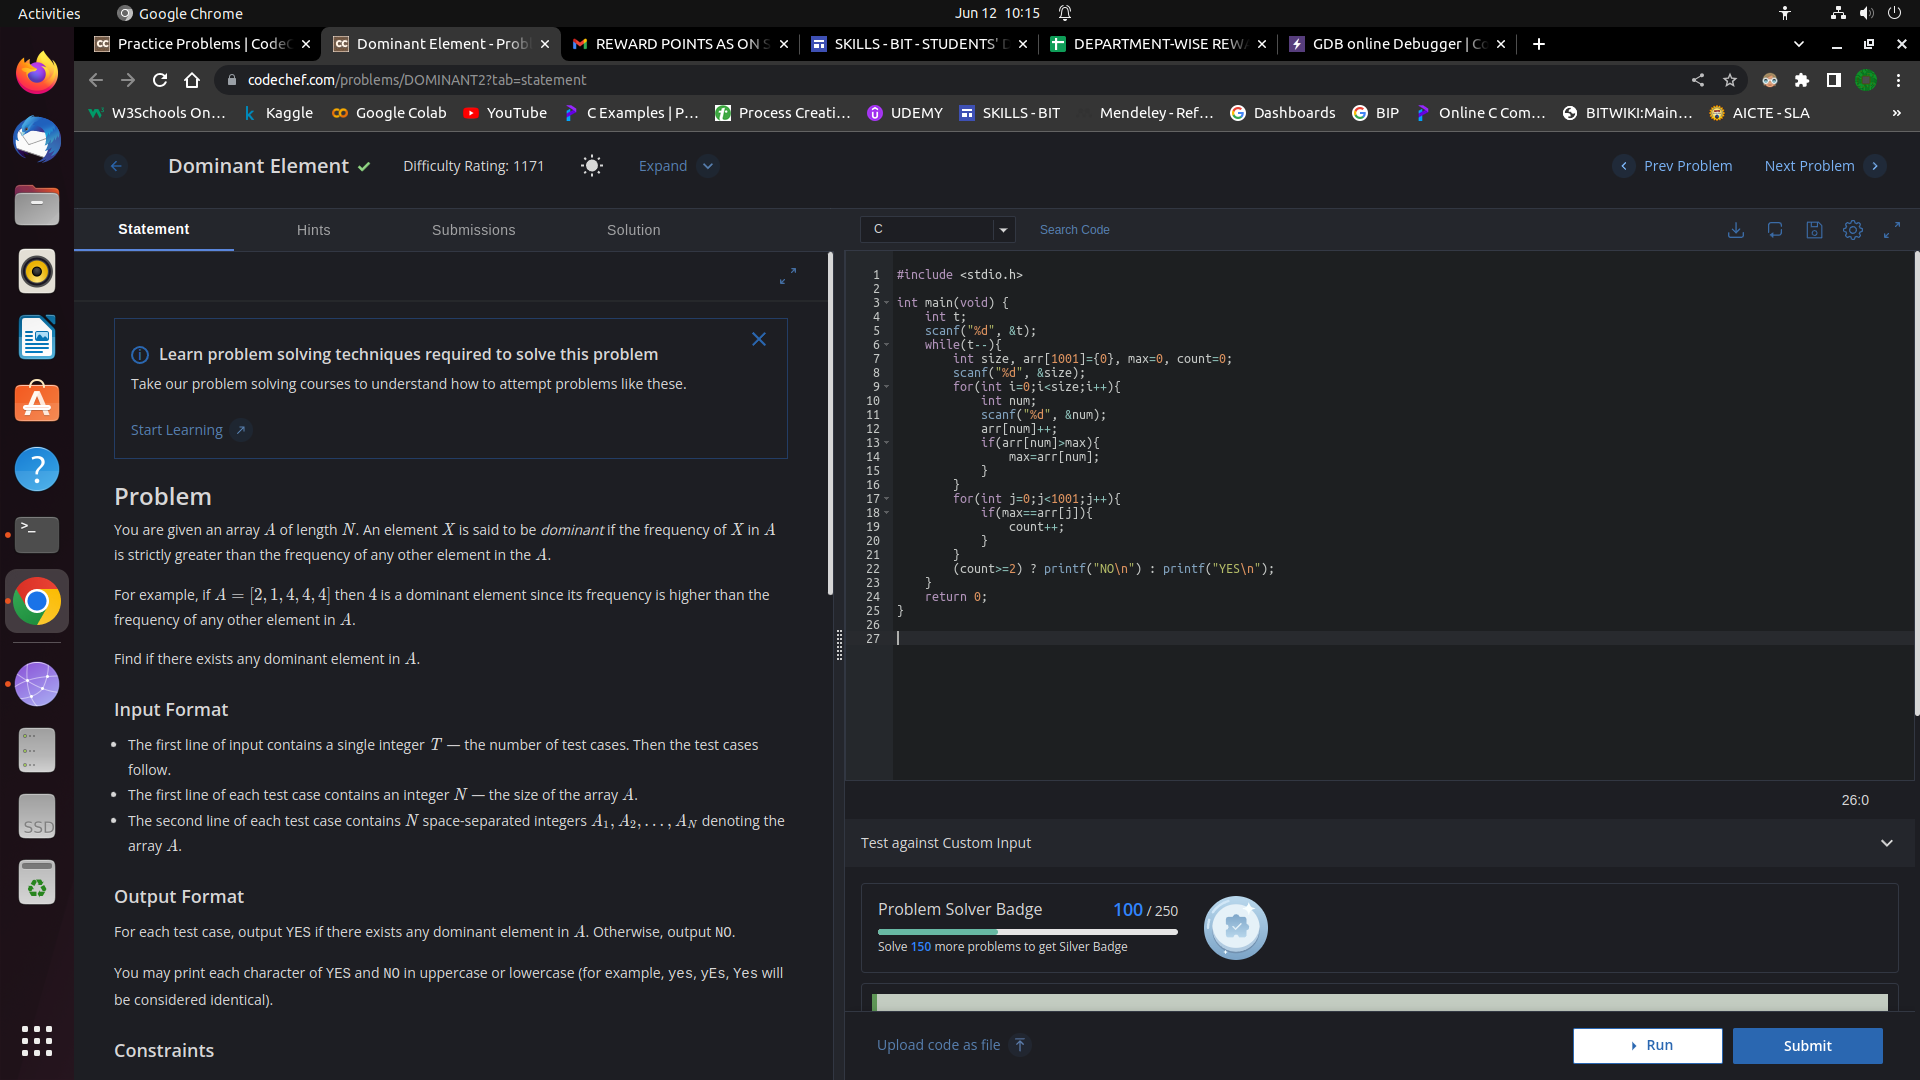 Activities
Google Chrome
Jun 12 10:15
Practice Problems | CodeC
Dominant Element - Prob
REWARD POINTS AS ON S
SKILLS - BIT - STUDENTS' D
DEPARTMENT-WISE REW
GDB online Debugger | Co
codechef.com/problems/DOMINANT2?tab=statement
W3Schools On...
Kaggle
Google Colab
YouTube
C Examples | P...
Process Creati...
UDEMY
SKILLS - BIT
Mendeley - Ref...
Dashboards
BIP
Online C Com...
BITWIKI:Main...
AICTE - SLA
»
Dominant Element
Difficulty Rating: 1171
Expand
Prev Problem
Next Problem
Statement
Hints
Submissions
Solution
Learn problem solving techniques required to solve this problem
Take our problem solving courses to understand how to attempt problems like these.
Start Learning
Problem
You are given an array A of length N. An element X is said to be dominant if the frequency of X in A
is strictly greater than the frequency of any other element in the A.
For example, if A = [2, 1, 4, 4, 4] then 4 is a dominant element since its frequency is higher than the
frequency of any other element in A.
Find if there exists any dominant element in A.
Input Format
• The first line of input contains a single integer T — the number of test cases. Then the test cases
follow.
• The first line of each test case contains an integer N — the size of the array A.
• The second line of each test case contains N space-separated integers A1, A2, . . . , AN denoting the
array A.
Output Format
For each test case, output YES if there exists any dominant element in A. Otherwise, output NO.
You may print each character of YES and NO in uppercase or lowercase (for example, yes, yEs, Yes will
be considered identical).
Constraints
C
Search Code
1 #include <stdio.h>
2
3 int main(void) {
4     int t;
5     scanf("%d", &t);
6     while(t--){
7         int size, arr[1001]={0}, max=0, count=0;
8         scanf("%d", &size);
9         for(int i=0;i<size;i++){
10             int num;
11             scanf("%d", &num);
12             arr[num]++;
13             if(arr[num]>max){
14                 max=arr[num];
15             }
16         }
17         for(int j=0;j<1001;j++){
18             if(max==arr[j]){
19                 count++;
20             }
21         }
22         (count>=2) ? printf("NO\n") : printf("YES\n");
23     }
24     return 0;
25 }
26
27
26:0
Test against Custom Input
Problem Solver Badge
100 / 250
Solve 150 more problems to get Silver Badge
Upload code as file
Run
Submit
SSD